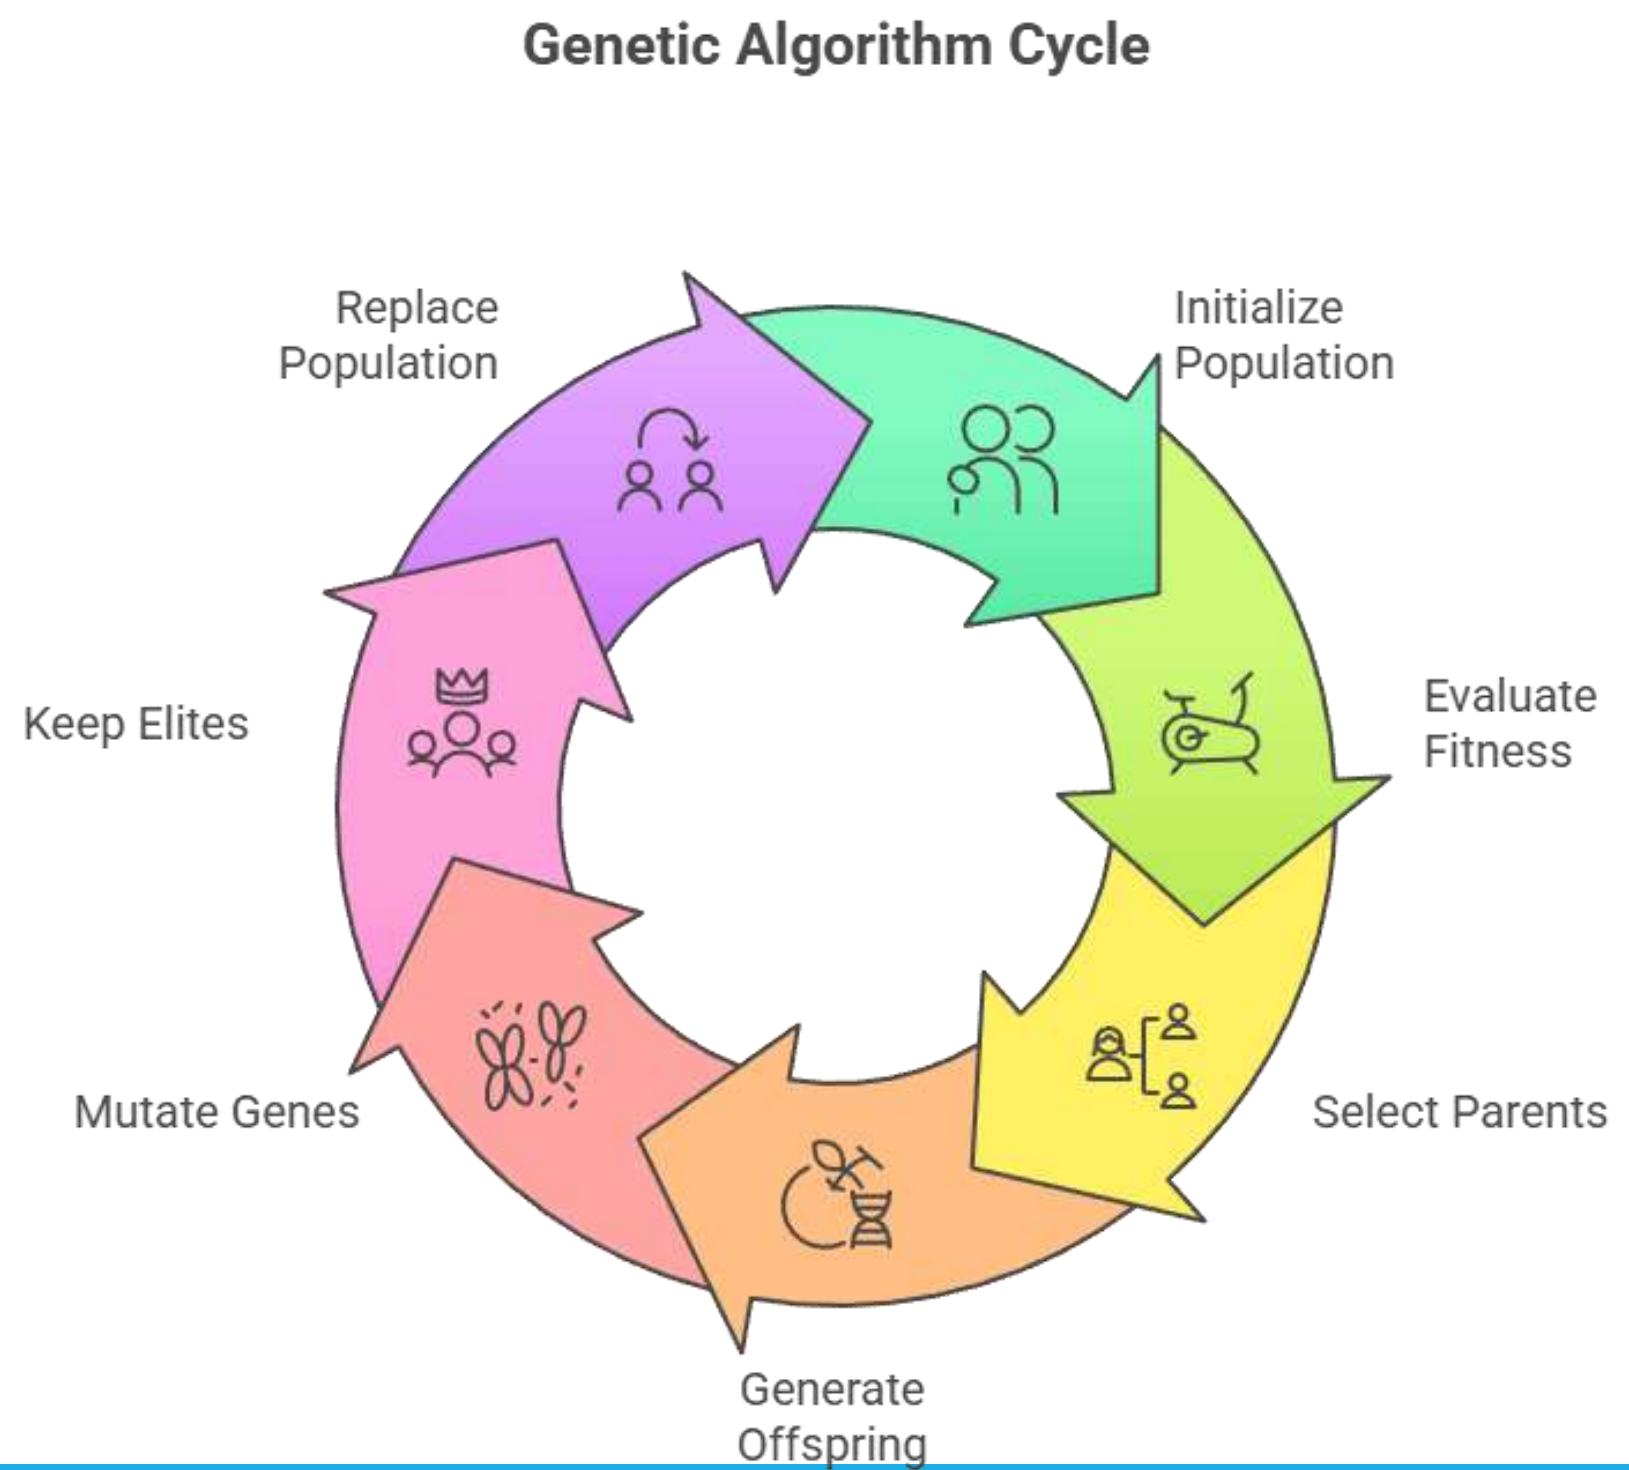 Genetic Algorithm Cycle
Replace
Population
Initialize
Population
Evaluate
Fitness
Keep Elites
Select Parents
Mutate Genes
Generate
Offspring